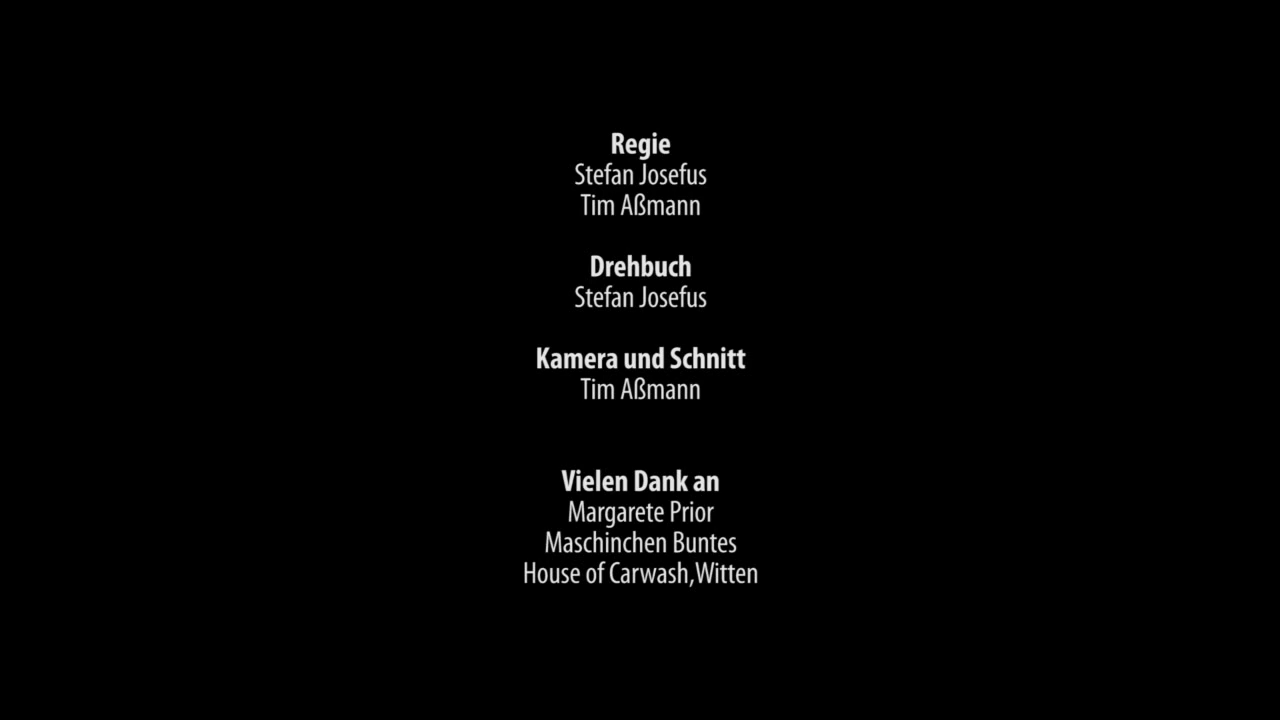 Regie
Stefan Josefus
Tim Aßmann
Drehbuch
Stefan Josefus
Kamera und Schnitt
Tim Aßmann
Vielen Dank an
Margarete Prior
Maschinchen Buntes
House of Carwash,Witten